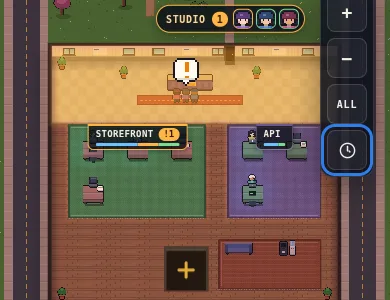 STUDIO 1
+
−
ALL
!
STOREFRONT !1
API
+